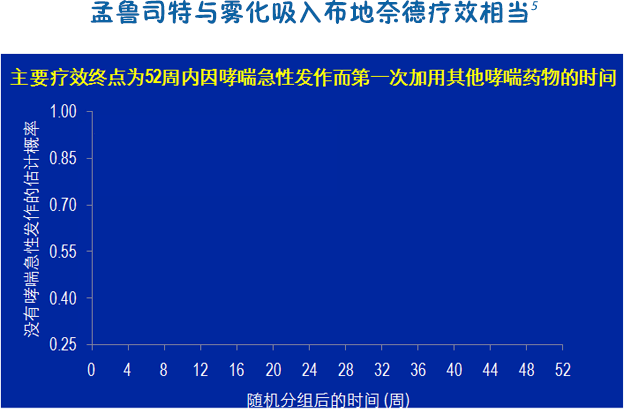 孟鲁司特与雾化吸入布地奈德疗效相当5
主要疗效终点为52周内因哮喘急性发作而第一次加用其他哮喘药物的时间
没有哮喘急性发作的估计概率
1.00
0.85
0.70
0.55
0.40
0.25
0 4 8 12 16 20 24 28 32 36 40 44 48 52
随机分组后的时间 (周)